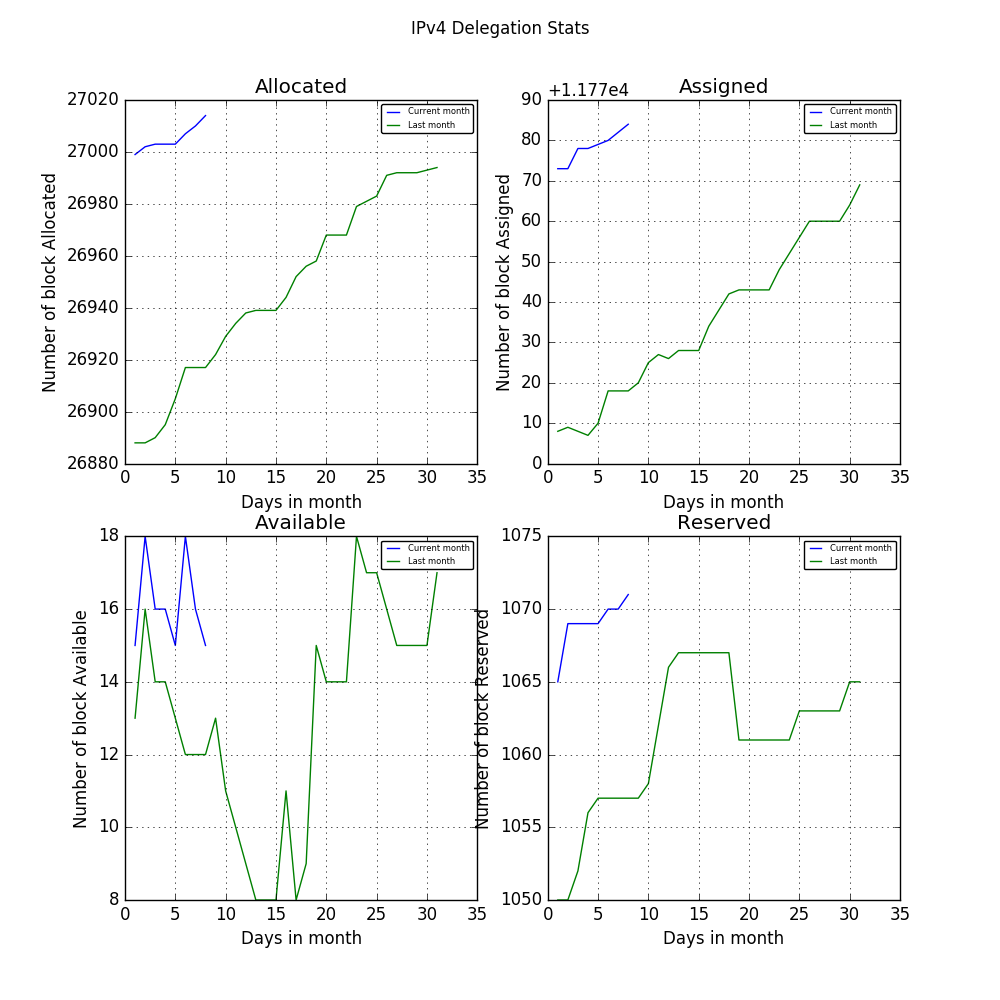 IPv4 Delegation Stats
Allocated
Number of block Allocated
27020
27000
26980
26960
26940
26920
26900
26880
0 5 10 15 20 25 30 35
Days in month
Current month
Last month
Assigned
+1.177e4
Number of block Assigned
90
80
70
60
50
40
30
20
10
0
0 5 10 15 20 25 30 35
Days in month
Current month
Last month
Available
Number of block Available
18
16
14
12
10
8
0 5 10 15 20 25 30 35
Days in month
Current month
Last month
Reserved
Number of block Reserved
1075
1070
1065
1060
1055
1050
0 5 10 15 20 25 30 35
Days in month
Current month
Last month